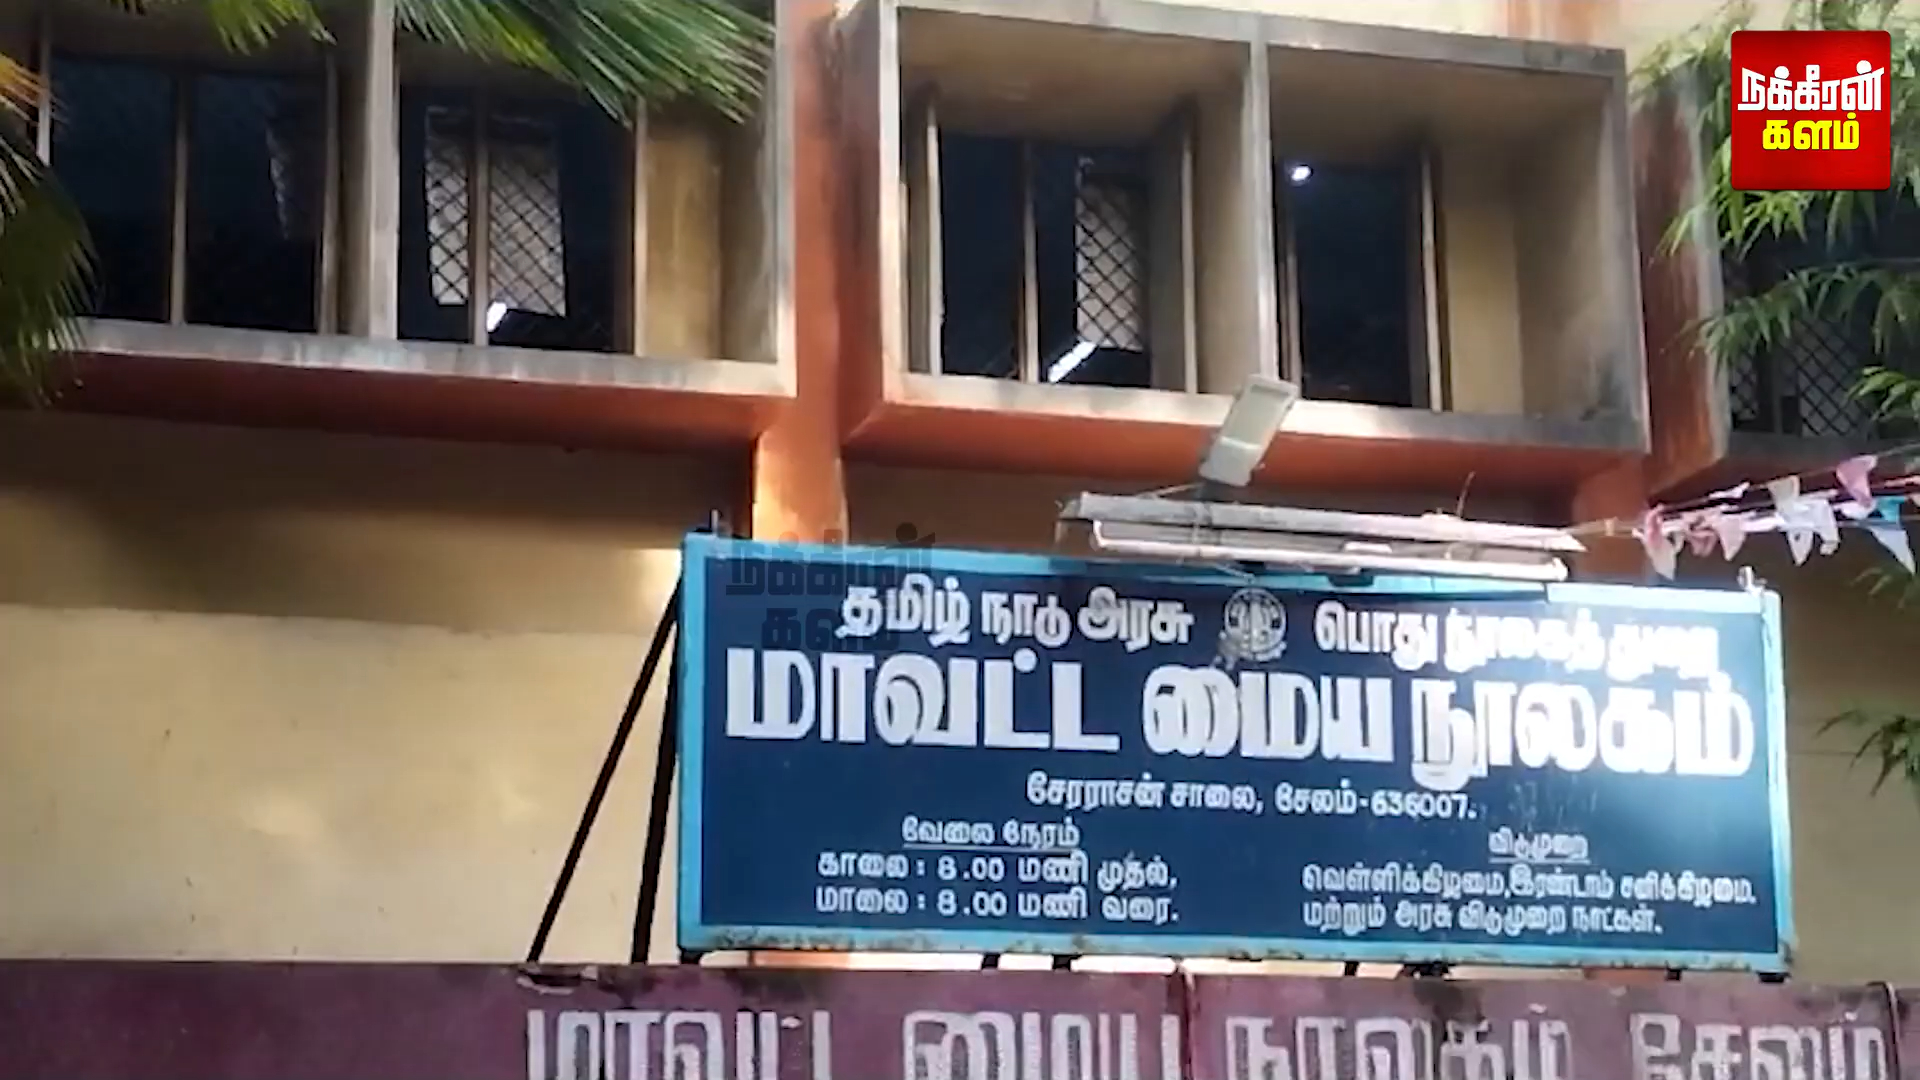 நக்கீரன்
களம்
தமிழ் நாடு அரசு பொது நூலகத் துறை
மாவட்ட மைய நூலகம்
சேரராசன் சாலை, சேலம்-636007.
வேலை நேரம்
காலை : 8.00 மணி முதல்,
மாலை : 8.00 மணி வரை.
விடுமுறை
வெள்ளிக்கிழமை,இரண்டாம் சனிக்கிழமை.
மற்றும் அரசு விடுமுறை நாட்கள்.
மாவட்ட மைய நூலகம் சேலம்